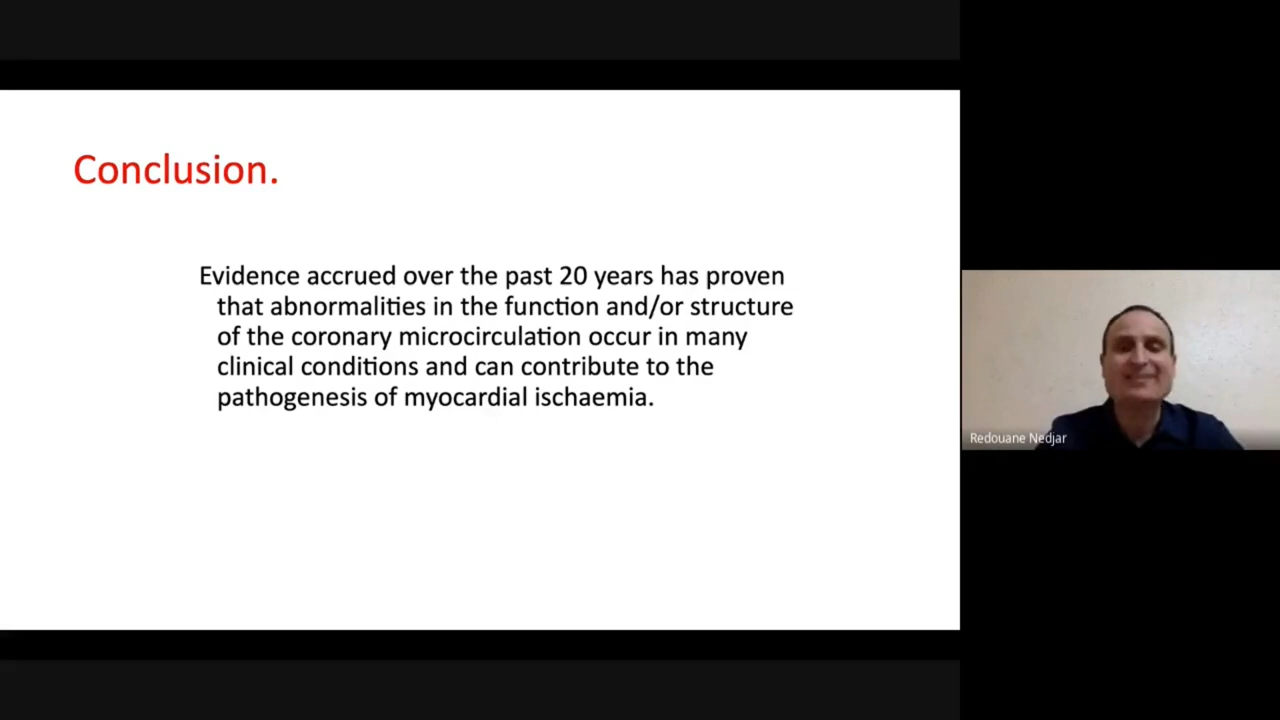 Conclusion.
Evidence accrued over the past 20 years has proven
that abnormalities in the function and/or structure
of the coronary microcirculation occur in many
clinical conditions and can contribute to the
pathogenesis of myocardial ischaemia.
Redouane Nedjar